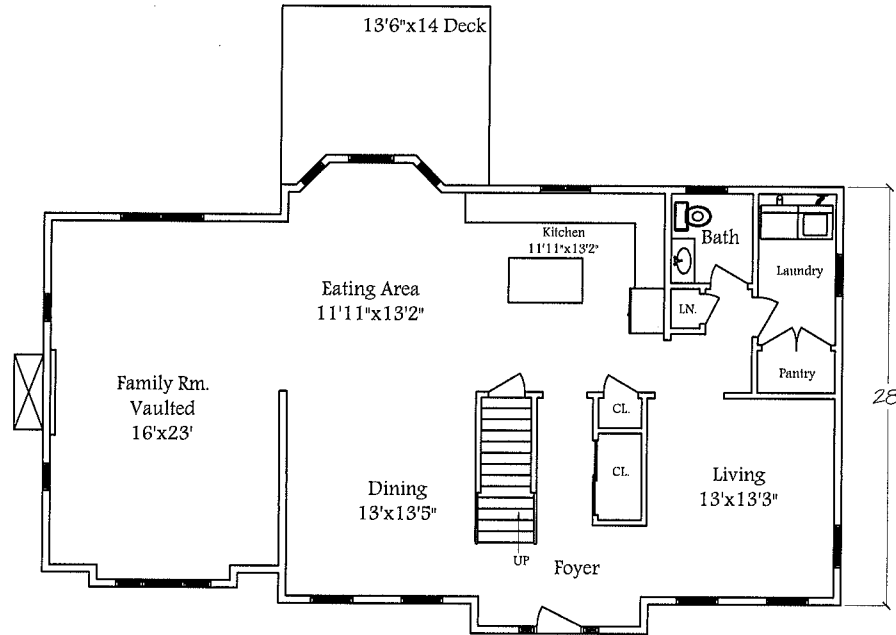 13'6"x14 Deck
Kitchen
11'11"x13'2"
Bath
Laundry
Eating Area
11'11"x13'2"
LN.
Pantry
Family Rm.
Vaulted
16'x23'
28
CL.
CL.
Dining
13'x13'5"
Living
13'x13'3"
UP
Foyer